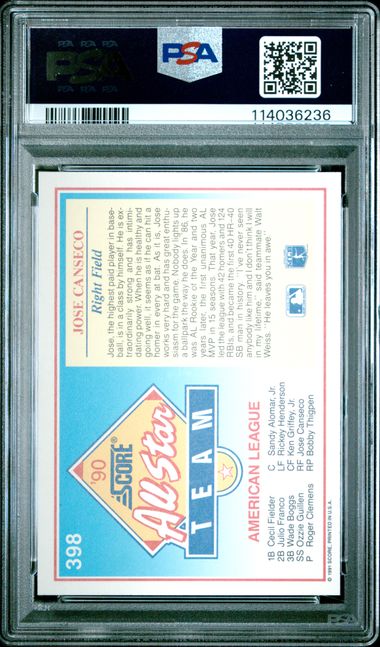 PSA
PSA
PSA
114036236
398
'90
SCORE
All-Star
TEAM
AMERICAN LEAGUE
1B Cecil Fielder
2B Julio Franco
3B Wade Boggs
SS Ozzie Guillen
P Roger Clemens
C Sandy Alomar, Jr.
LF Rickey Henderson
CF Ken Griffey, Jr.
RF Jose Canseco
RP Bobby Thigpen
© 1991 SCORE, PRINTED IN U.S.A.
JOSE CANSECO
Right Field
Jose, the highest paid player in base-
ball, is in a class by himself. He is ex-
traordinarily strong and has intimi-
dating power. When he is healthy and
going well, it seems as if he can hit a
homer in every at bat. As it is, Jose
works very hard and has great enthu-
siasm for the game. Nobody lights up
a ballpark the way he does. In '86, he
was AL Rookie of the Year and two
years later, the first unanimous AL
MVP in 15 seasons. That year, Jose
led the league with 42 homers and 124
RBIs, and became the first 40 HR-40
SB man in history. "I've never seen
anybody like him and I don't think I will
in my lifetime," said teammate Walt
Weiss. "He leaves you in awe."
PSA